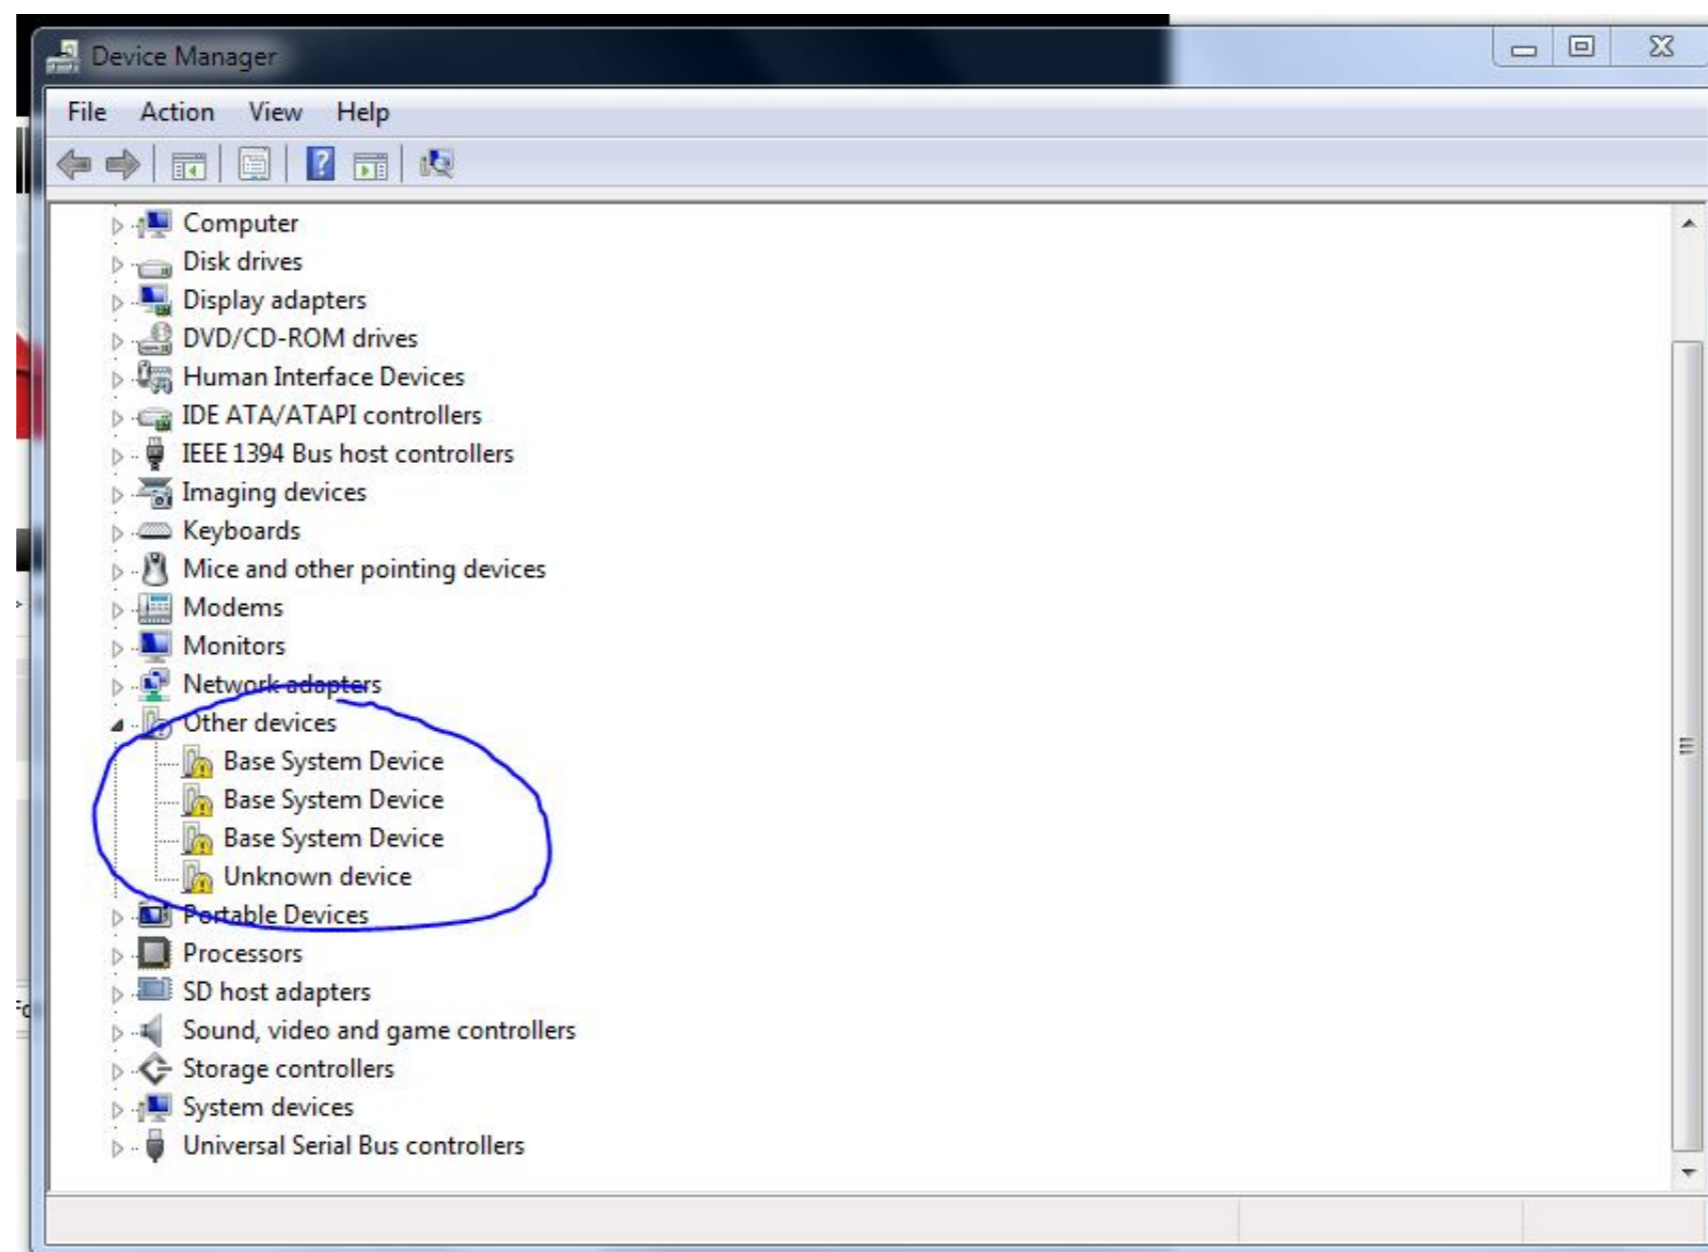 Device Manager
File Action View Help
Computer
Disk drives
Display adapters
DVD/CD-ROM drives
Human Interface Devices
IDE ATA/ATAPI controllers
IEEE 1394 Bus host controllers
Imaging devices
Keyboards
Mice and other pointing devices
Modems
Monitors
Network adapters
Other devices
Base System Device
Base System Device
Base System Device
Unknown device
Portable Devices
Processors
SD host adapters
Sound, video and game controllers
Storage controllers
System devices
Universal Serial Bus controllers